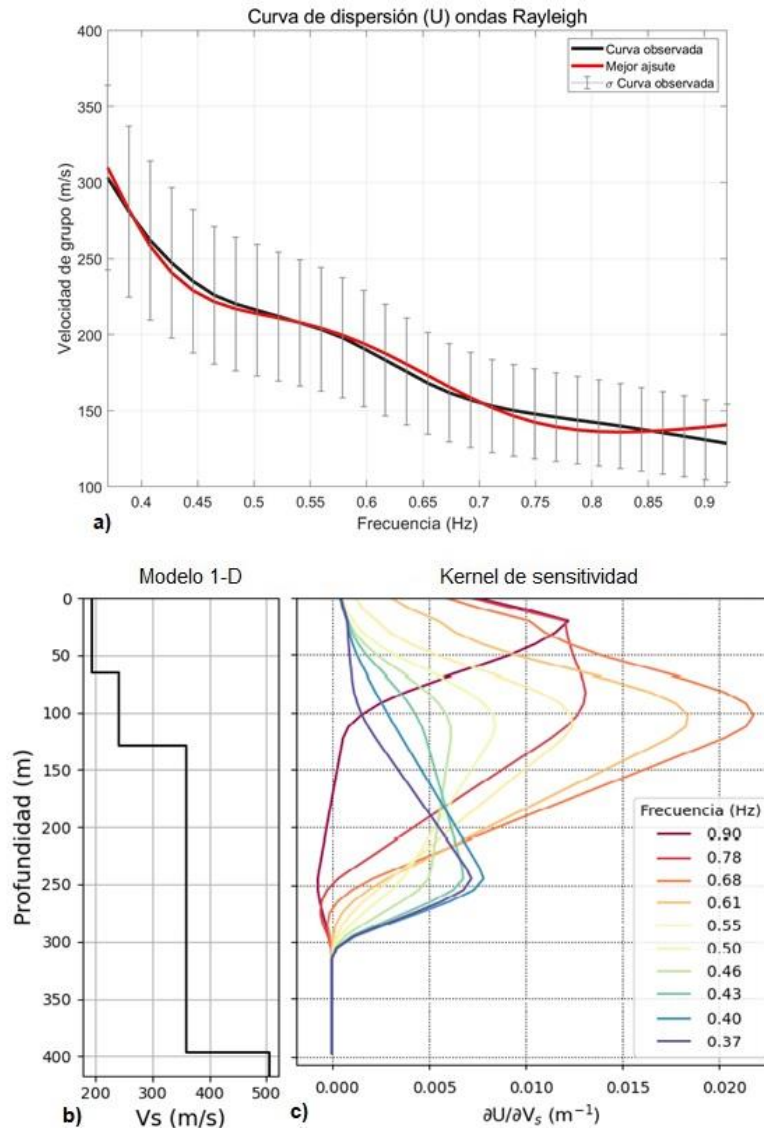 Curva de dispersión (U) ondas Rayleigh
400
350
300
250
200
150
100
Velocidad de grupo (m/s)
Curva observada
Mejor ajsute
σ Curva observada
0.4 0.45 0.5 0.55 0.6 0.65 0.7 0.75 0.8 0.85 0.9
a)
Frecuencia (Hz)
Modelo 1-D
Kernel de sensitividad
0
50
100
150
200
250
300
350
400
Profundidad (m)
Frecuencia (Hz)
0.90
0.78
0.68
0.61
0.55
0.50
0.46
0.43
0.40
0.37
200 300 400 500
0.000 0.005 0.010 0.015 0.020
b)
Vs (m/s)
c)
∂U/∂Vₛ (m⁻¹)